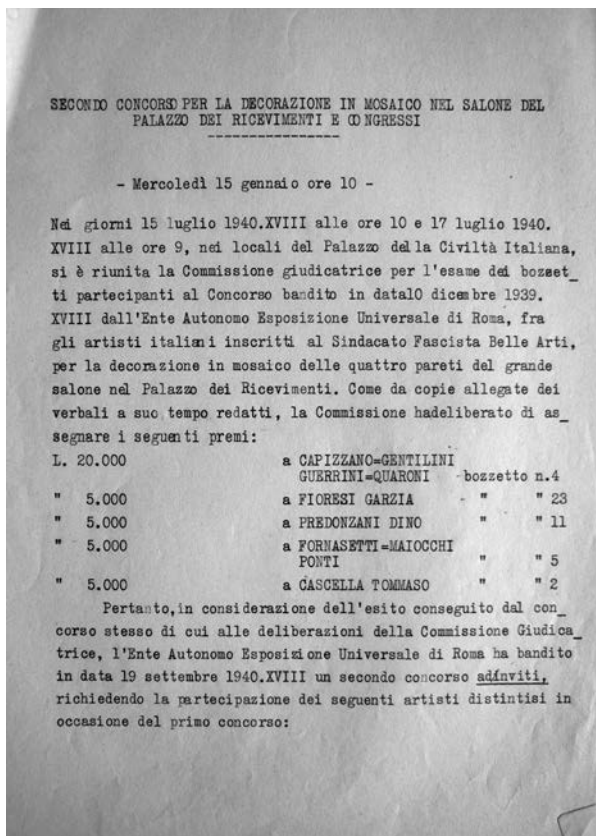 SECONDO CONCORSO PER LA DECORAZIONE IN MOSAICO NEL SALONE DEL
PALAZZO DEI RICEVIMENTI E CONGRESSI
- Mercoledì 15 gennaio ore 10 -
Nei giorni 15 luglio 1940.XVIII alle ore 10 e 17 luglio 1940.
XVIII alle ore 9, nei locali del Palazzo della Civiltà Italiana,
si è riunita la Commissione giudicatrice per l'esame dei bozzet_
ti partecipanti al Concorso bandito in data10 dicembre 1939.
XVIII dall'Ente Autonomo Esposizione Universale di Roma, fra
gli artisti italiani inscritti al Sindacato Fascista Belle Arti,
per la decorazione in mosaico delle quattro pareti del grande
salone nel Palazzo dei Ricevimenti. Come da copie allegate dei
verbali a suo tempo redatti, la Commissione hadeliberato di as_
segnare i seguenti premi:
L. 20.000 a CAPIZZANO=GENTILINI
GUERRINI=QUARONI - bozzetto n.4
" 5.000 a FIORESI GARZIA - " " 23
" 5.000 a PREDONZANI DINO " " 11
" 5.000 a FORNASETTI=MAIOCCHI
PONTI " " 5
" 5.000 a CASCELLA TOMMASO " " 2
Pertanto,in considerazione dell'esito conseguito dal con_
corso stesso di cui alle deliberazioni della Commissione Giudica_
trice, l'Ente Autonomo Esposizione Universale di Roma ha bandito
in data 19 settembre 1940.XVIII un secondo concorso adinviti,
richiedendo la partecipazione dei seguenti artisti distintisi in
occasione del primo concorso: